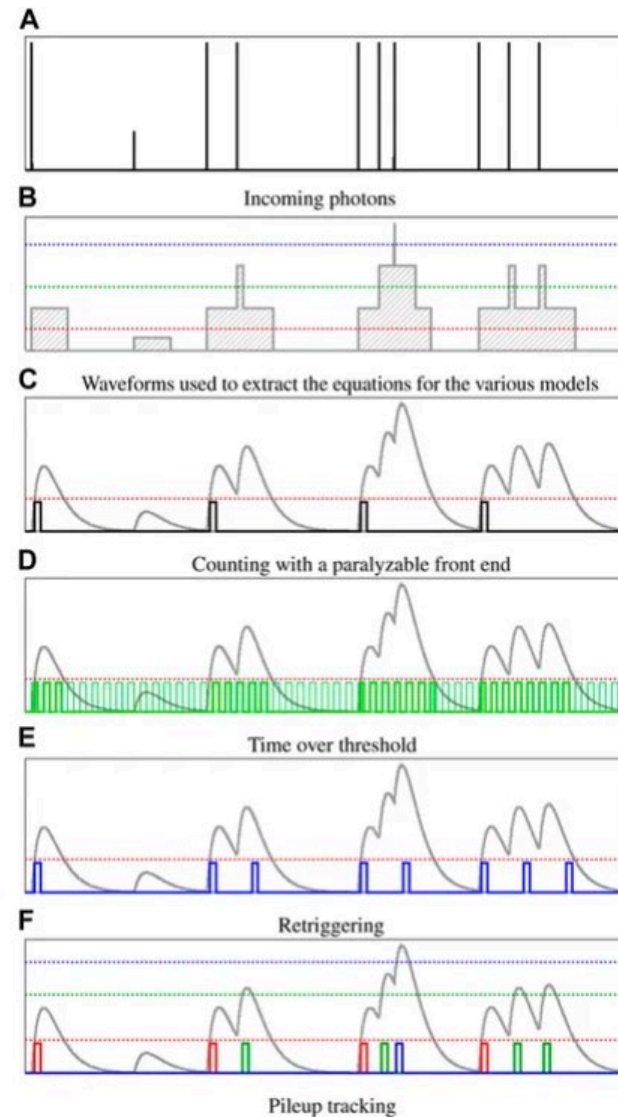 A
Incoming photons
B
Waveforms used to extract the equations for the various models
C
Counting with a paralyzable front end
D
Time over threshold
E
Retriggering
F
Pileup tracking